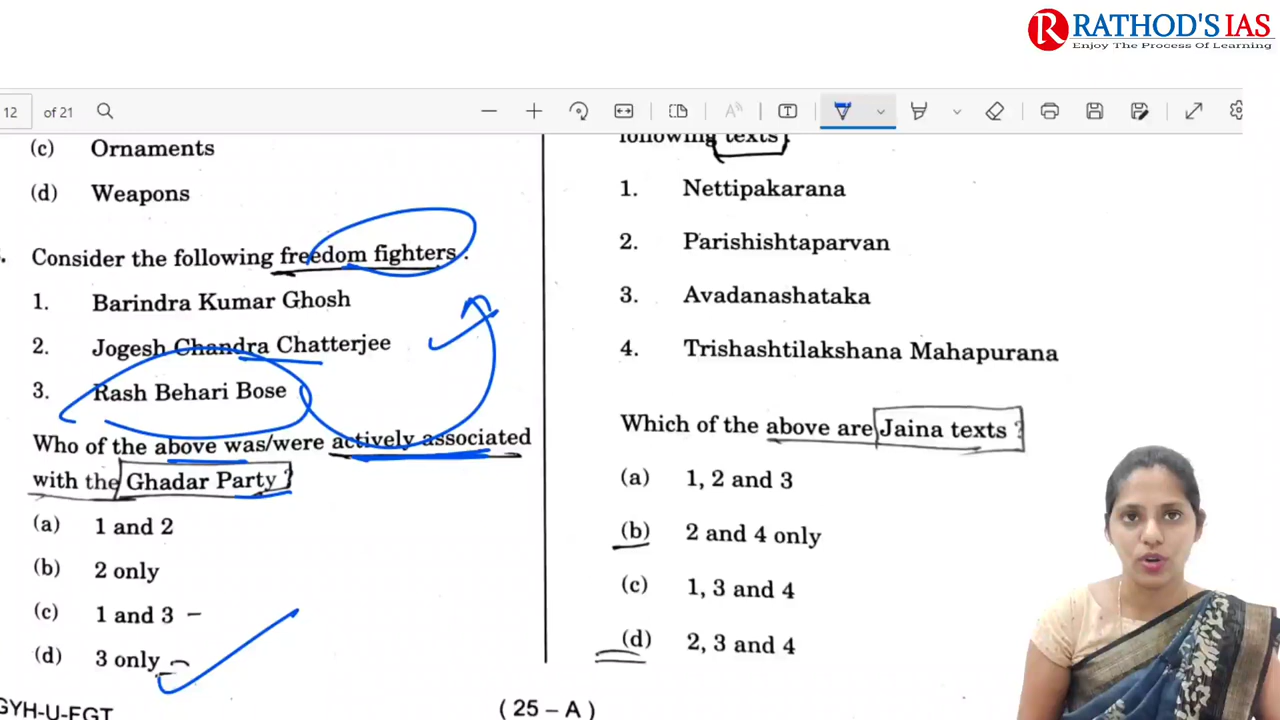 RATHOD'S IAS
Enjoy The Process Of Learning
12 of 21
(c) Ornaments
(d) Weapons
Consider the following freedom fighters :
1. Barindra Kumar Ghosh
2. Jogesh Chandra Chatterjee
3. Rash Behari Bose
Who of the above was/were actively associated
with the Ghadar Party ?
(a) 1 and 2
(b) 2 only
(c) 1 and 3
(d) 3 only
GYH-U-FGT
following texts :
1. Nettipakarana
2. Parishishtaparvan
3. Avadanashataka
4. Trishashtilakshana Mahapurana
Which of the above are Jaina texts ?
(a) 1, 2 and 3
(b) 2 and 4 only
(c) 1, 3 and 4
(d) 2, 3 and 4
( 25 – A )